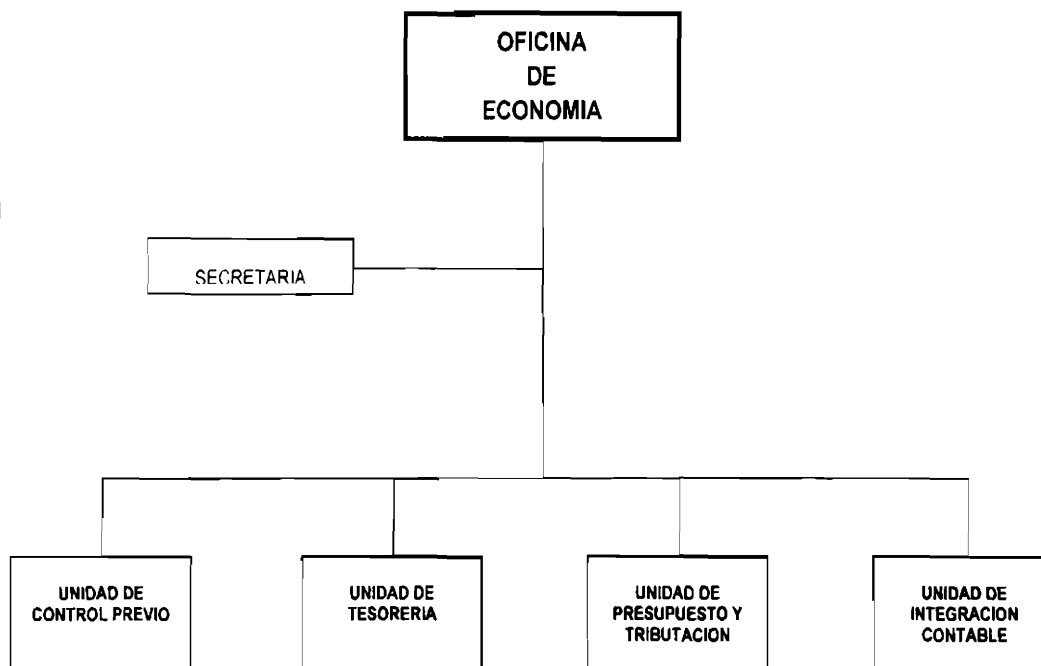 OFICINA
DE
ECONOMIA
SECRETARIA
UNIDAD DE
CONTROL PREVIO
UNIDAD DE
TESORERIA
UNIDAD DE
PRESUPUESTO Y
TRIBUTACION
UNIDAD DE
INTEGRACION
CONTABLE